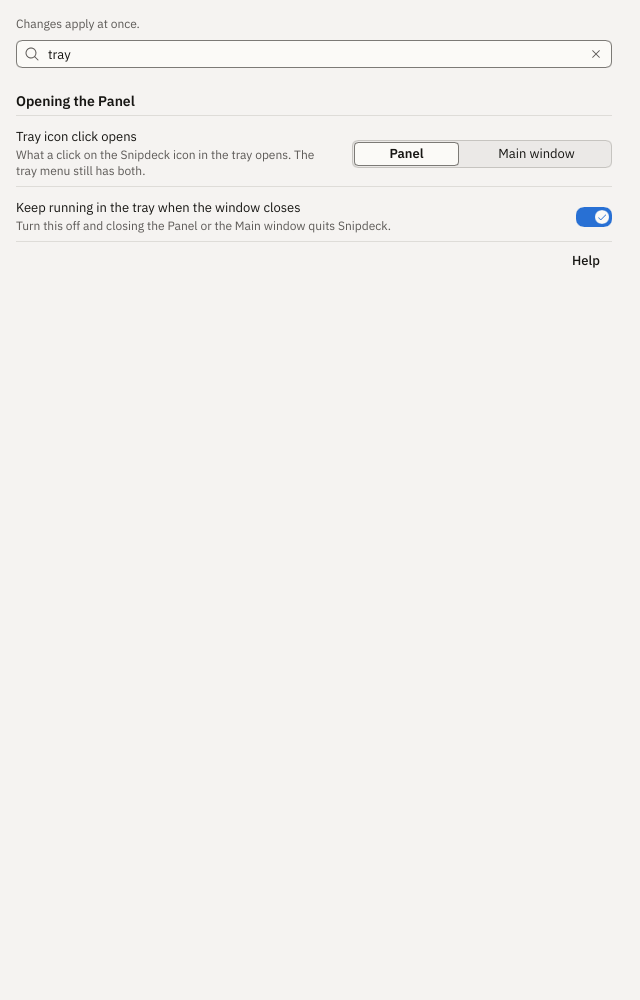 Changes apply at once.
tray
Opening the Panel
Tray icon click opens
What a click on the Snipdeck icon in the tray opens. The
tray menu still has both.
Panel
Main window
Keep running in the tray when the window closes
Turn this off and closing the Panel or the Main window quits Snipdeck.
Help